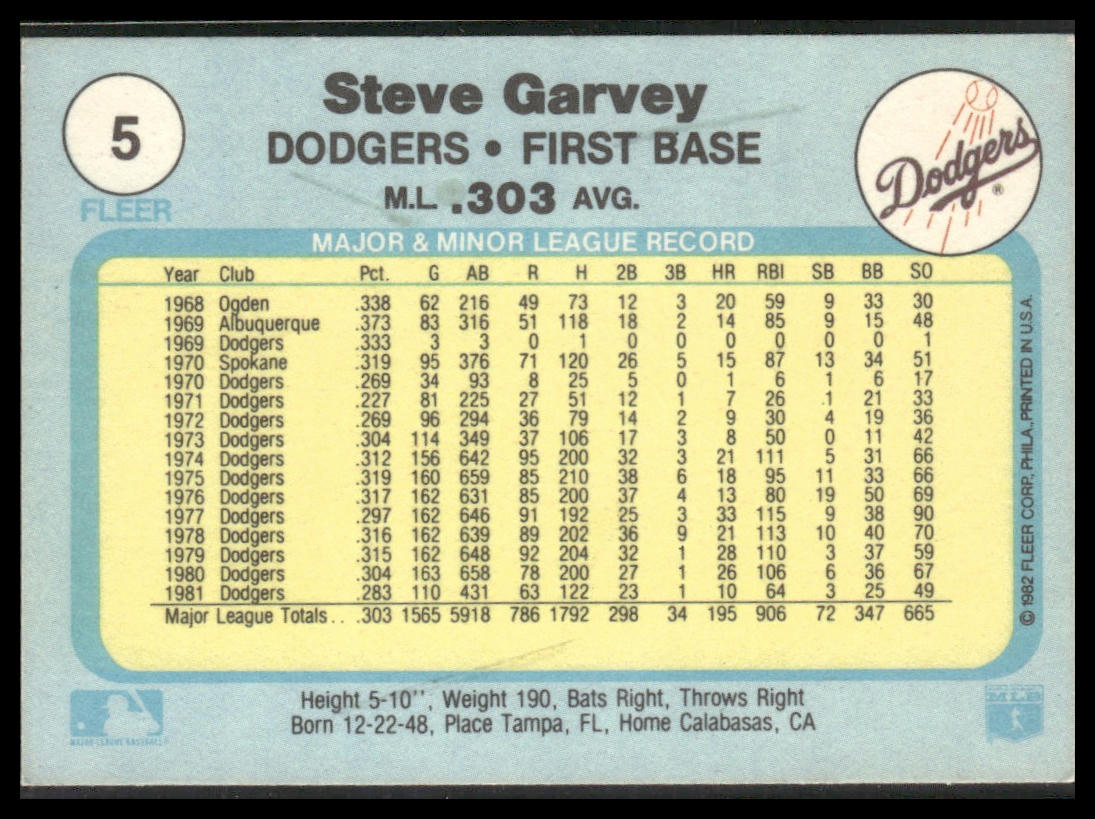 5
FLEER
Steve Garvey
DODGERS • FIRST BASE
M.L .303 AVG.
Dodgers ®
MAJOR & MINOR LEAGUE RECORD
Year Club Pct. G AB R H 2B 3B HR RBI SB BB SO
1968 Ogden .338 62 216 49 73 12 3 20 59 9 33 30
1969 Albuquerque .373 83 316 51 118 18 2 14 85 9 15 48
1969 Dodgers .333 3 3 0 1 0 0 0 0 0 0 1
1970 Spokane .319 95 376 71 120 26 5 15 87 13 34 51
1970 Dodgers .269 34 93 8 25 5 0 1 6 1 6 17
1971 Dodgers .227 81 225 27 51 12 1 7 26 1 21 33
1972 Dodgers .269 96 294 36 79 14 2 9 30 4 19 36
1973 Dodgers .304 114 349 37 106 17 3 8 50 0 11 42
1974 Dodgers .312 156 642 95 200 32 3 21 111 5 31 66
1975 Dodgers .319 160 659 85 210 38 6 18 95 11 33 66
1976 Dodgers .317 162 631 85 200 37 4 13 80 19 50 69
1977 Dodgers .297 162 646 91 192 25 3 33 115 9 38 90
1978 Dodgers .316 162 639 89 202 36 9 21 113 10 40 70
1979 Dodgers .315 162 648 92 204 32 1 28 110 3 37 59
1980 Dodgers .304 163 658 78 200 27 1 26 106 6 36 67
1981 Dodgers .283 110 431 63 122 23 1 10 64 3 25 49
Major League Totals. . .303 1565 5918 786 1792 298 34 195 906 72 347 665
© 1982 FLEER CORP., PHILA., PRINTED IN U.S.A.
Height 5-10'', Weight 190, Bats Right, Throws Right
Born 12-22-48, Place Tampa, FL, Home Calabasas, CA
MAJOR LEAGUE BASEBALL
MLB